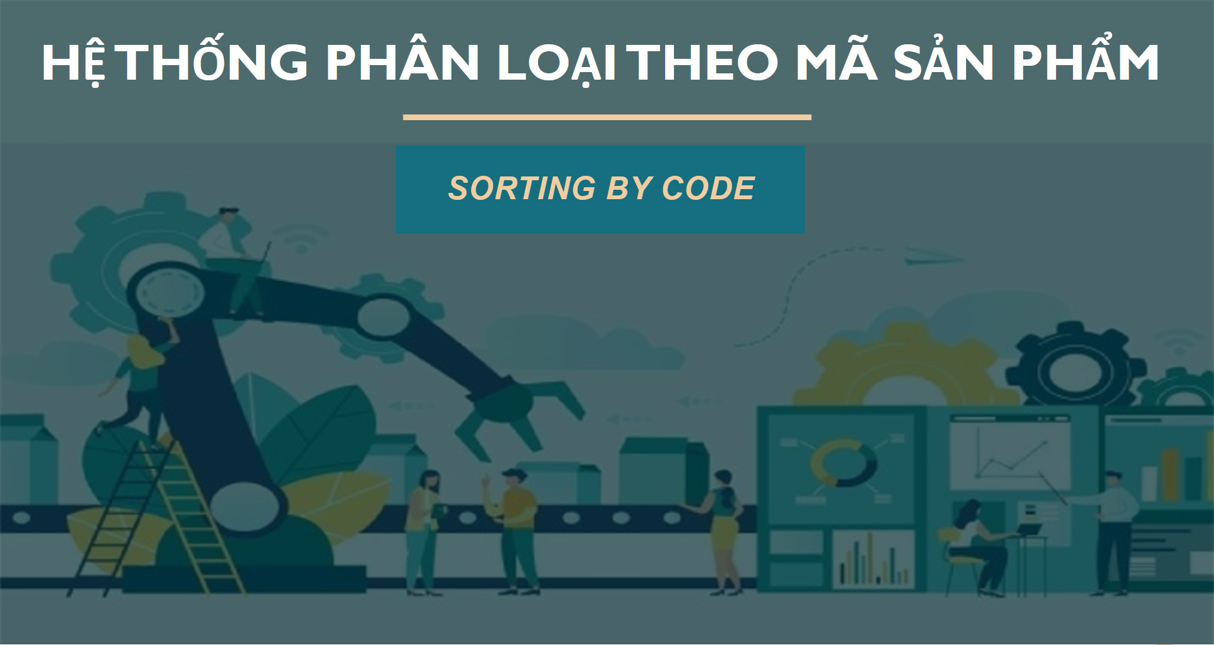 HỆ THỐNG PHÂN LOẠI THEO MÃ SẢN PHẨM
SORTING BY CODE